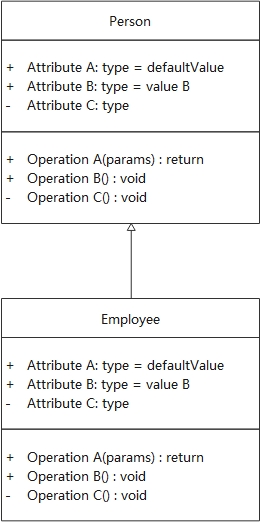 Person
+ Attribute A: type = defaultValue
+ Attribute B: type = value B
- Attribute C: type
+ Operation A(params) : return
+ Operation B() : void
- Operation C() : void
Employee
+ Attribute A: type = defaultValue
+ Attribute B: type = value B
- Attribute C: type
+ Operation A(params) : return
+ Operation B() : void
- Operation C() : void